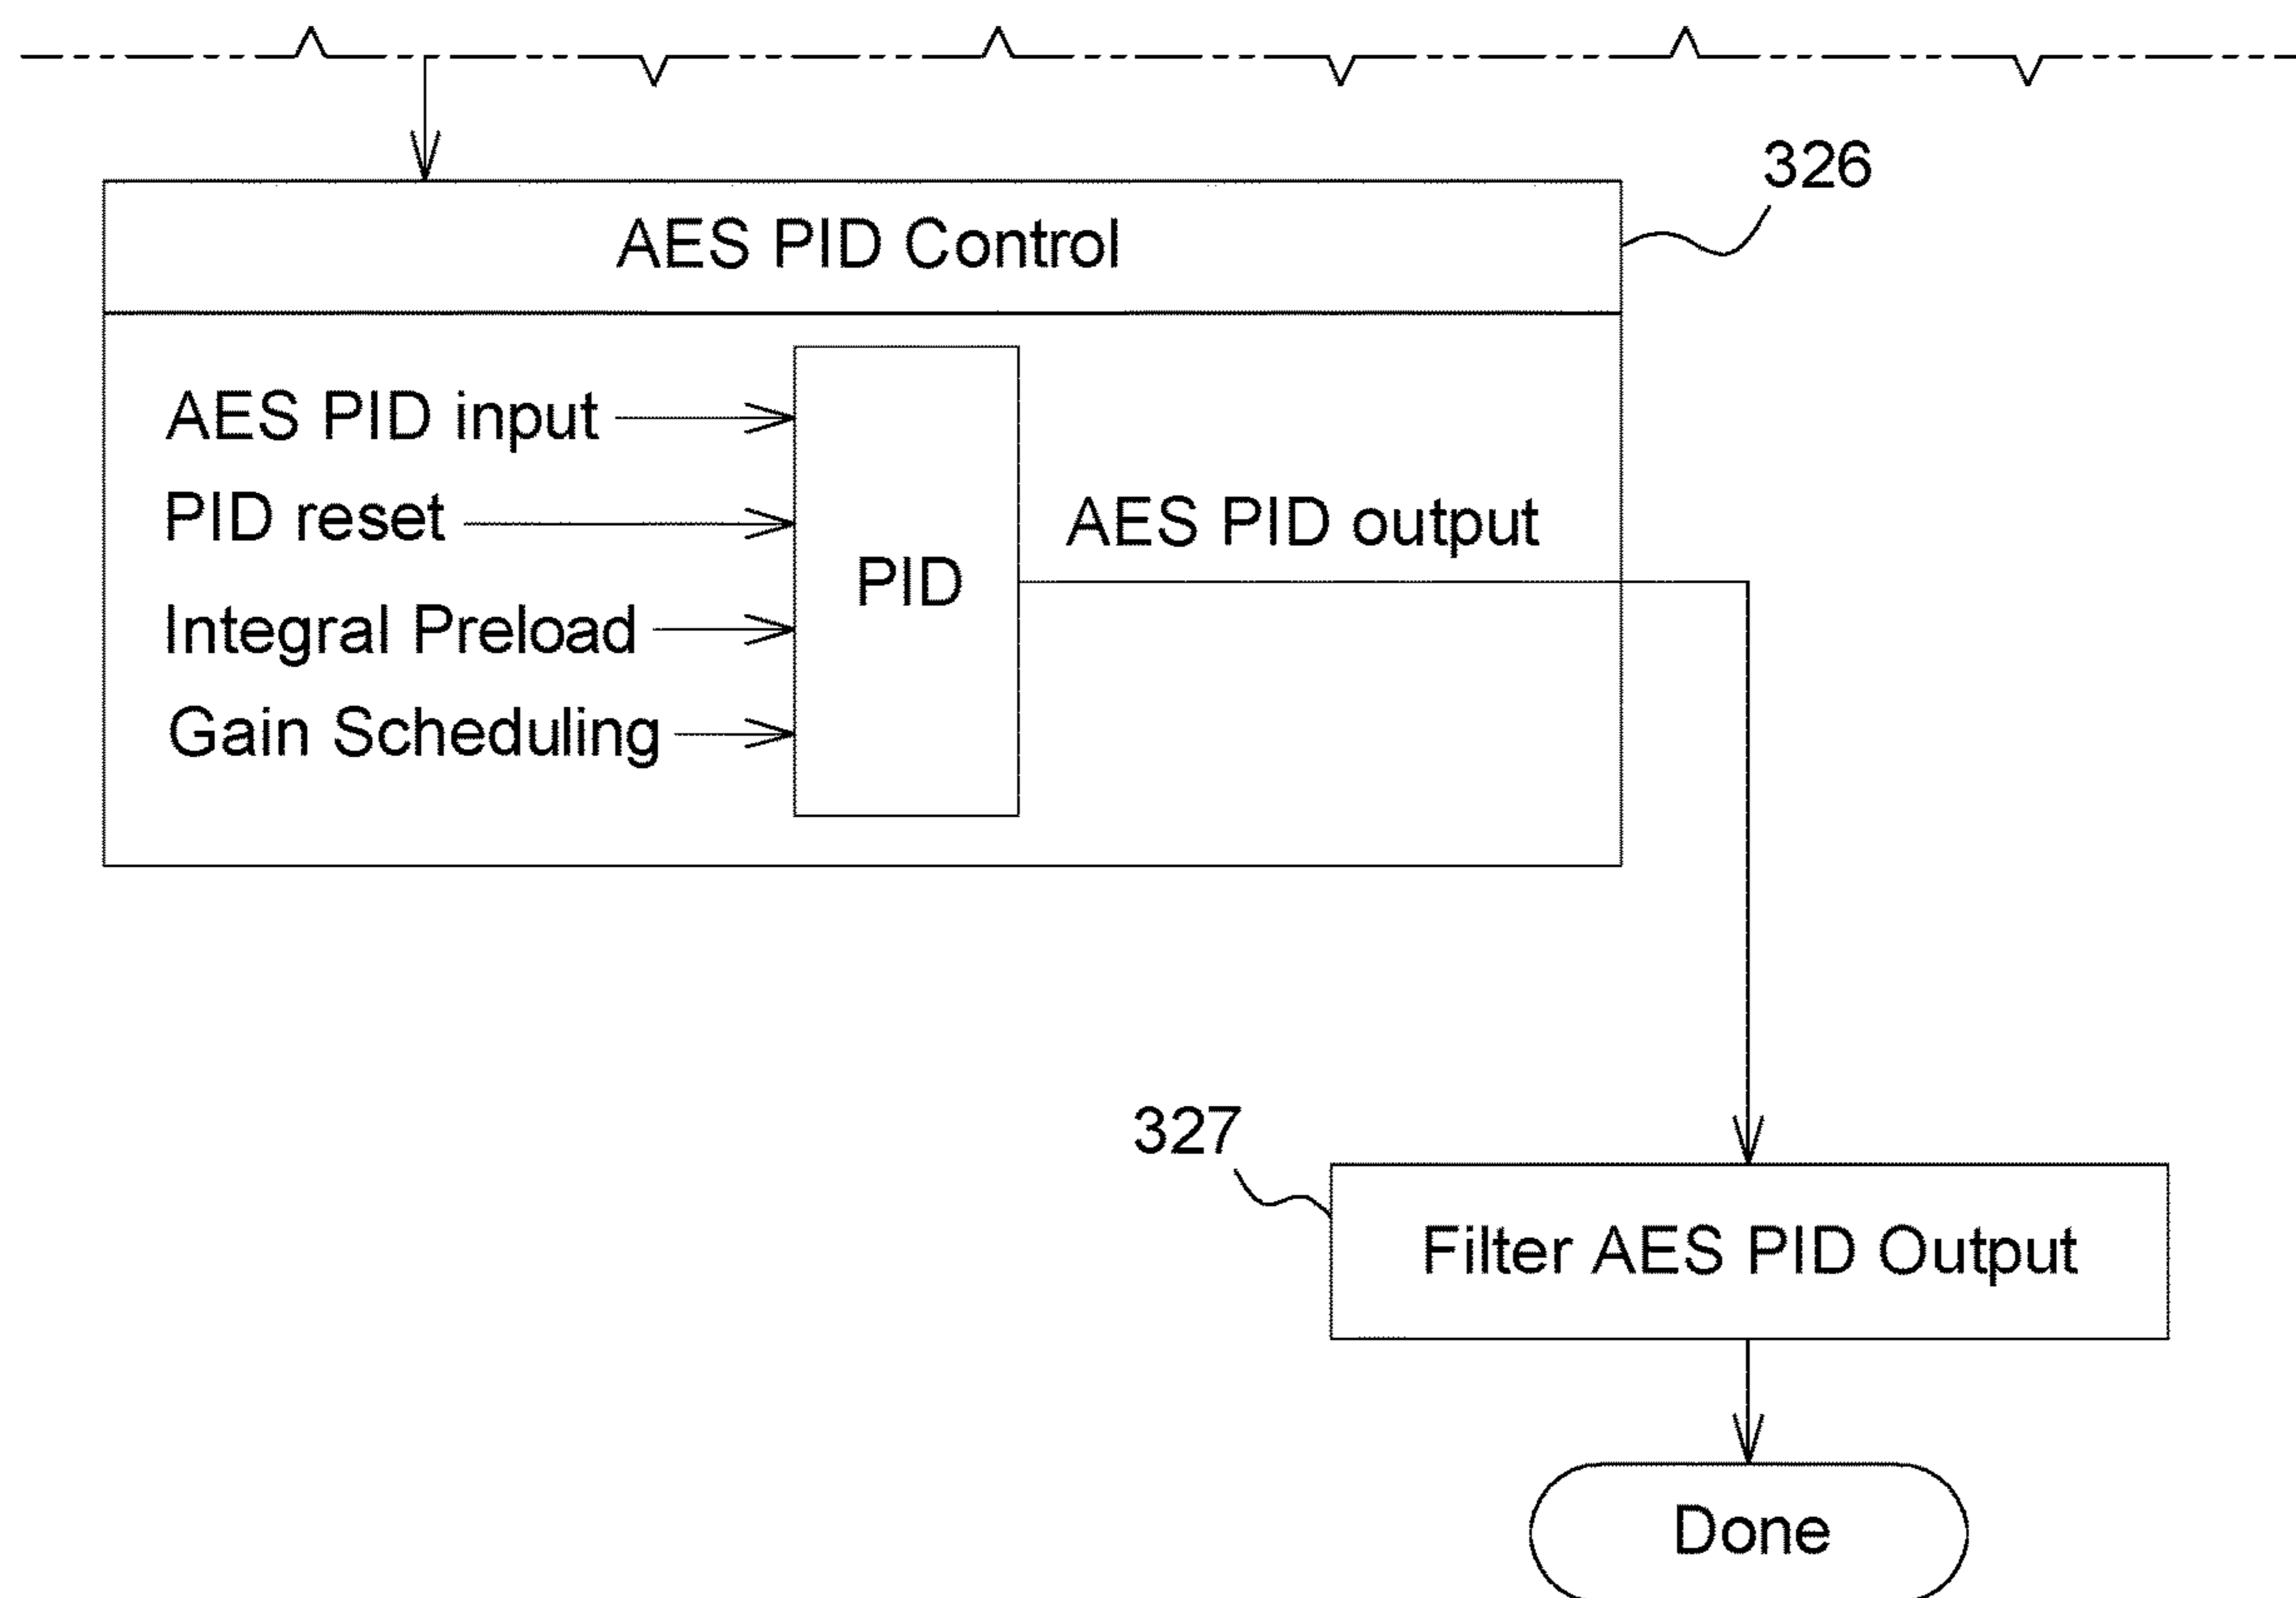 326
AES PID Control
AES PID input
PID reset
AES PID output
PID
Integral Preload
Gain Scheduling
327
Filter AES PID Output
Done